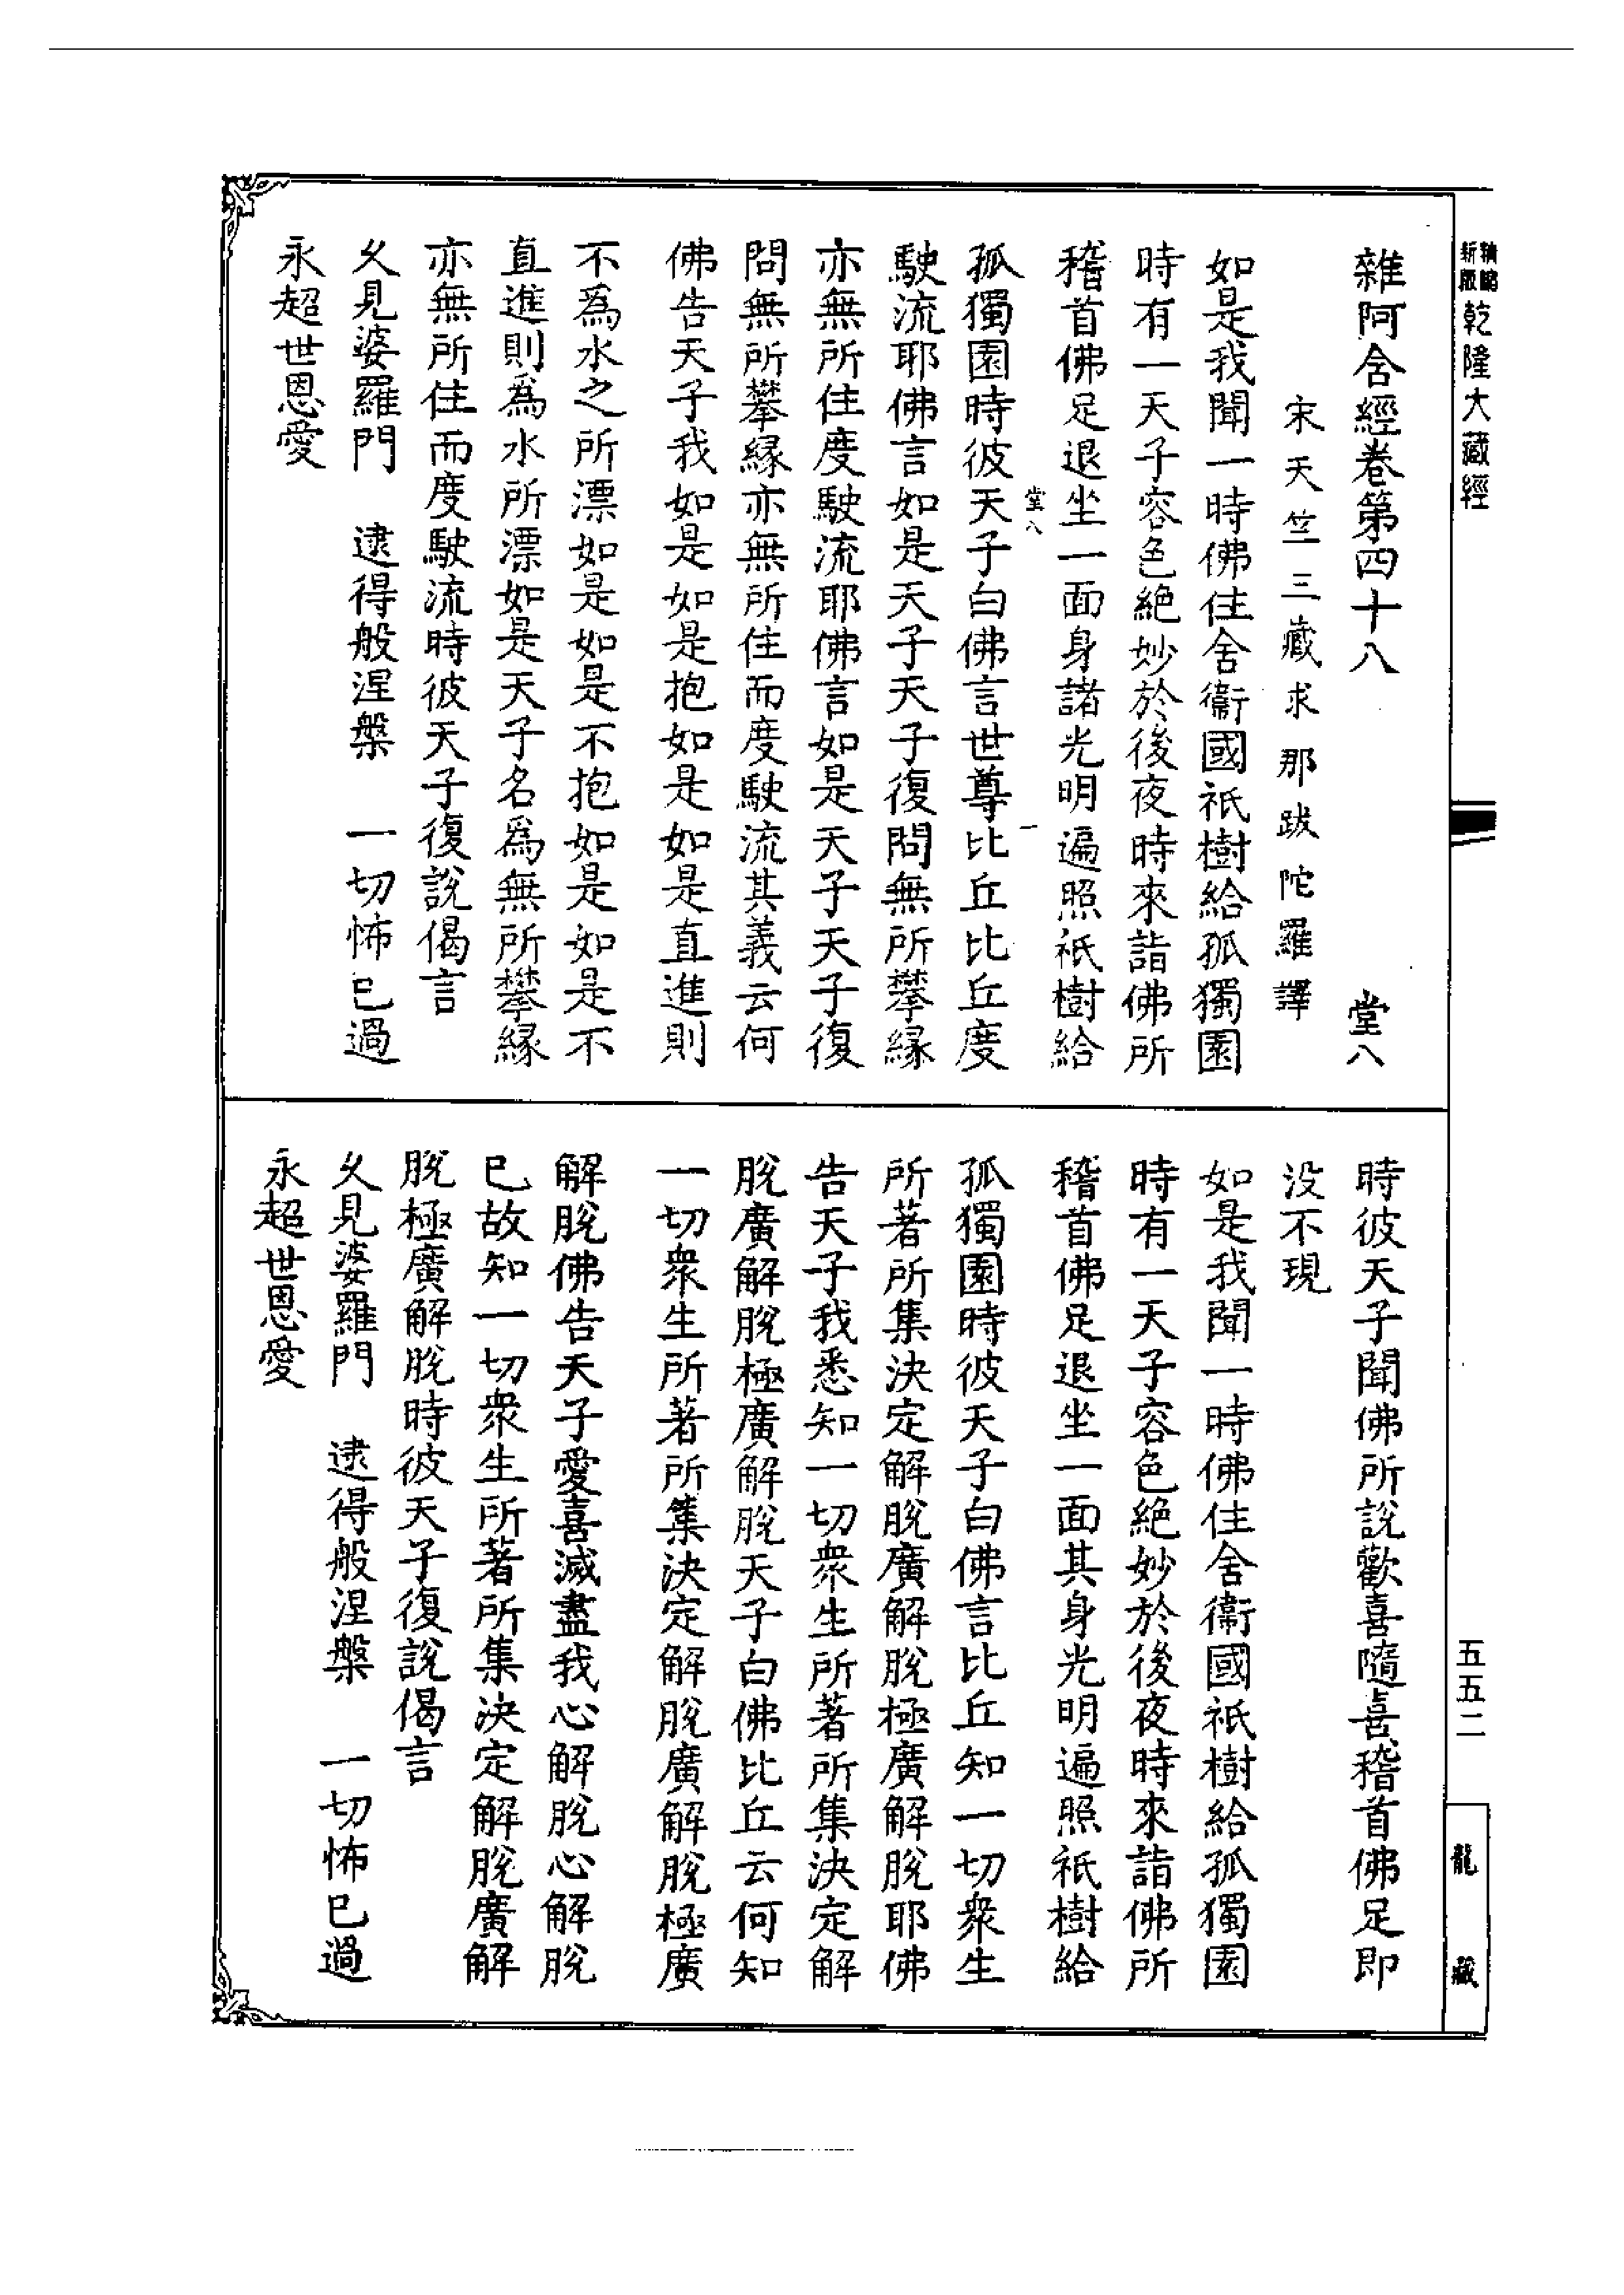 新版
精縮
乾隆大藏經
雜阿含經卷第四十八　堂八
宋天竺三藏求那跋陀羅譯
如是我聞一時佛住舍衞國祇樹給孤獨園
時有一天子容色絕妙於後夜時來詣佛所
稽首佛足退坐一面身諸光明遍照祇樹給
堂八　一
孤獨園時彼天子白佛言世尊比丘比丘度
駛流耶佛言如是天子天子復問無所攀緣
亦無所住度駛流耶佛言如是天子天子復
問無所攀緣亦無所住而度駛流其義云何
佛告天子我如是如是抱如是如是直進則
不爲水之所漂如是如是不抱如是如是不
直進則爲水所漂如是天子名爲無所攀緣
亦無所住而度駛流時彼天子復說偈言
久見婆羅門　逮得般涅槃　一切怖已過
永超世恩愛
時彼天子聞佛所說歡喜隨喜稽首佛足即
没不現
如是我聞一時佛住舍衞國祇樹給孤獨園
時有一天子容色絕妙於後夜時來詣佛所
稽首佛足退坐一面其身光明遍照祇樹給
孤獨園時彼天子白佛言比丘知一切衆生
所著所集決定解脫廣解脫極廣解脫耶佛
告天子我悉知一切衆生所著所集決定解
脫廣解脫極廣解脫天子白佛比丘云何知
一切衆生所著所集決定解脫廣解脫極廣
解脫佛告天子愛喜滅盡我心解脫心解脫
已故知一切衆生所著所集決定解脫廣解
脫極廣解脫時彼天子復說偈言
久見婆羅門　逮得般涅槃　一切怖已過
永超世恩愛
五五二
龍藏